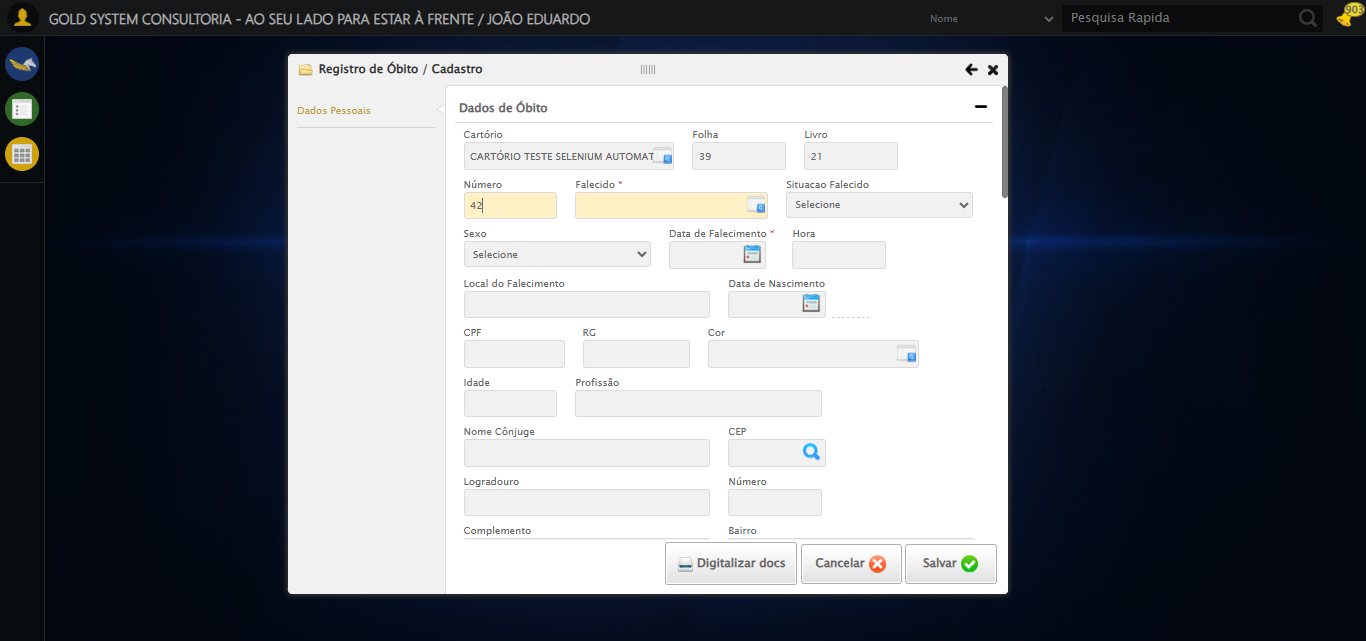 GOLD SYSTEM CONSULTORIA - AO SEU LADO PARA ESTAR À FRENTE / JOÃO EDUARDO
Nome
Pesquisa Rapida
903
Registro de Óbito / Cadastro
Dados Pessoais
Dados de Óbito
Cartório Folha Livro
CARTÓRIO TESTE SELENIUM AUTOMAT 39 21
Número Falecido * Situacao Falecido
42 Selecione
Sexo Data de Falecimento * Hora
Selecione
Local do Falecimento Data de Nascimento
CPF RG Cor
Idade Profissão
Nome Cônjuge CEP
Logradouro Número
Complemento Bairro
Digitalizar docs Cancelar Salvar